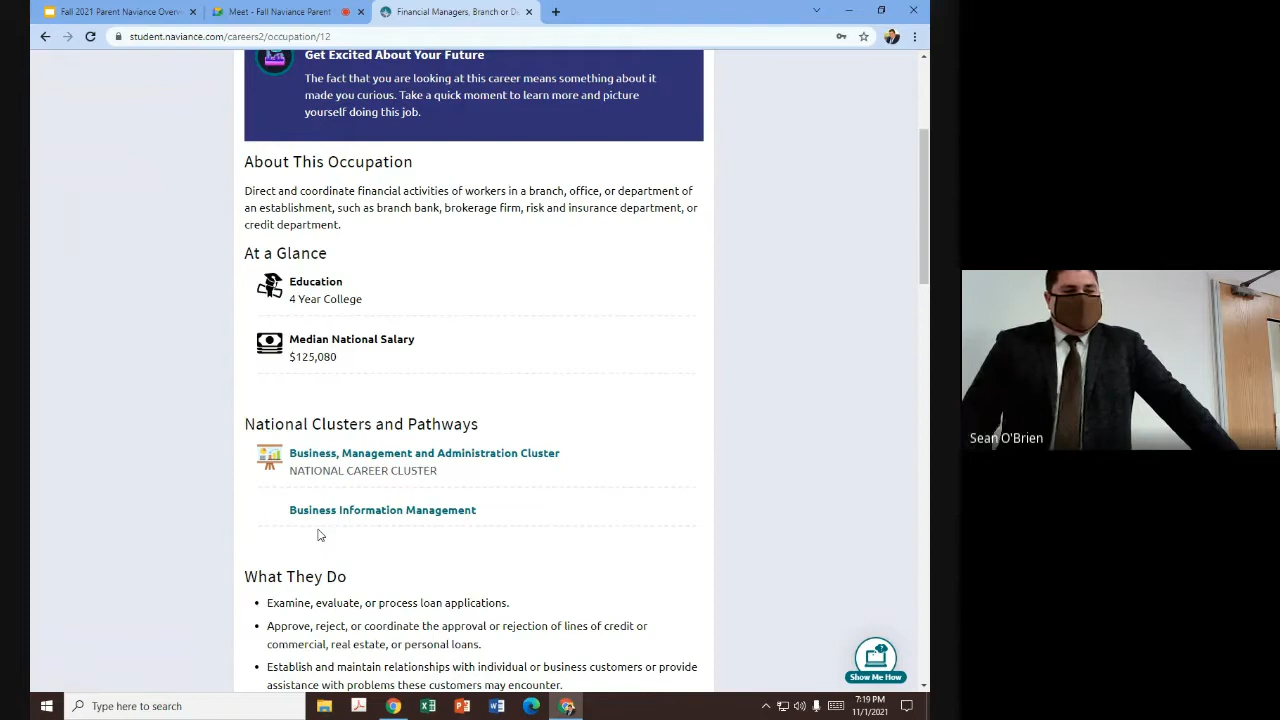 Fall 2021 Parent Naviance Overv
Meet - Fall Naviance Parent
Financial Managers, Branch or D
student.naviance.com/careers2/occupation/12
Get Excited About Your Future
The fact that you are looking at this career means something about it
made you curious. Take a quick moment to learn more and picture
yourself doing this job.
About This Occupation
Direct and coordinate financial activities of workers in a branch, office, or department of
an establishment, such as branch bank, brokerage firm, risk and insurance department, or
credit department.
At a Glance
Education
4 Year College
Median National Salary
$125,080
National Clusters and Pathways
Business, Management and Administration Cluster
NATIONAL CAREER CLUSTER
Business Information Management
What They Do
• Examine, evaluate, or process loan applications.
• Approve, reject, or coordinate the approval or rejection of lines of credit or
commercial, real estate, or personal loans.
• Establish and maintain relationships with individual or business customers or provide
assistance with problems these customers may encounter.
Show Me How
Sean O'Brien
Type here to search
7:19 PM
11/1/2021